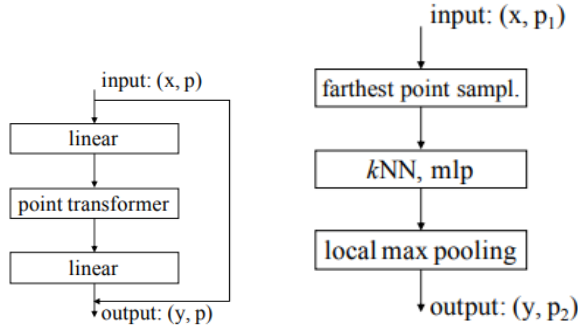 input: (x, p)
linear
point transformer
linear
output: (y, p)
input: (x, p₁)
farthest point sampl.
kNN, mlp
local max pooling
output: (y, p₂)